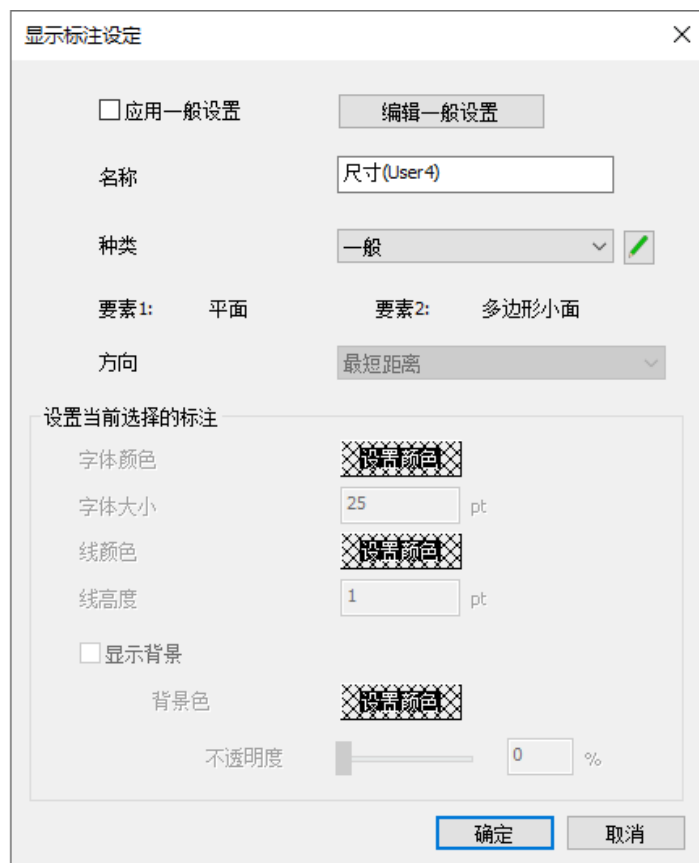 显示标注设定
应用一般设置 编辑一般设置
名称 尺寸(User4)
种类 一般
要素1: 平面 要素2: 多边形小面
方向 最短距离
设置当前选择的标注
字体颜色 设置颜色
字体大小 25 pt
线颜色 设置颜色
线高度 1 pt
显示背景
背景色 设置颜色
不透明度 0 %
确定 取消